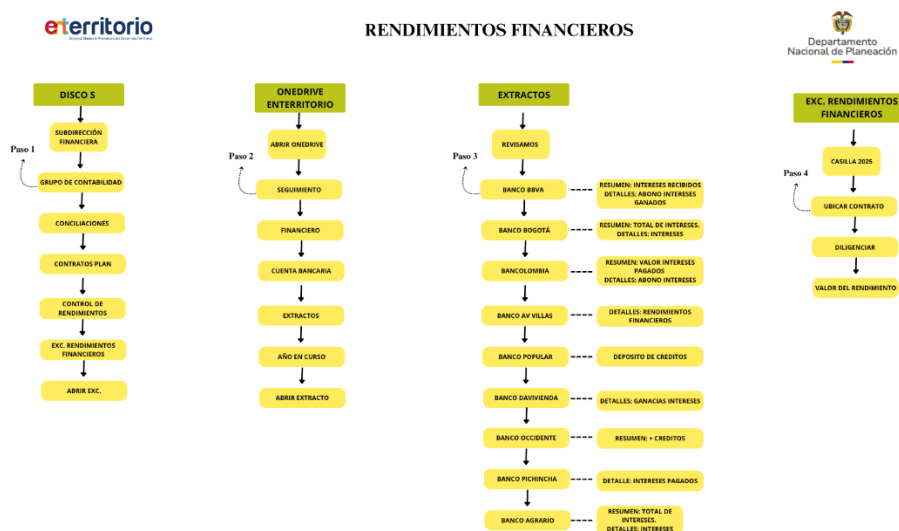 enterritorio
RENDIMIENTOS FINANCIEROS
Departamento
Nacional de Planeación
DISCO S
SUBDIRECCIÓN
FINANCIERA
Paso 1
GRUPO DE CONTABILIDAD
CONCILIACIONES
CONTRATOS PLAN
CONTROL DE
RENDIMIENTOS
EXC. RENDIMIENTOS
FINANCIEROS
ABRIR EXC.
ONEDRIVE
ENTERRITORIO
ABRIR ONEDRIVE
Paso 2
SEGUIMIENTO
FINANCIERO
CUENTA BANCARIA
EXTRACTOS
AÑO EN CURSO
ABRIR EXTRACTO
EXTRACTOS
REVISAMOS
Paso 3
BANCO BBVA
RESUMEN: INTERESES RECIBIDOS
DETALLES: ABONO INTERESES
GANADOS
BANCO BOGOTÁ
RESUMEN: TOTAL DE INTERESES.
DETALLES: INTERESES
BANCOLOMBIA
RESUMEN: VALOR INTERESES
PAGADOS
DETALLES: ABONO INTERESES
BANCO AV VILLAS
DETALLES: RENDIMIENTOS
FINANCIEROS
BANCO POPULAR
DEPOSITO DE CREDITOS
BANCO DAVIVIENDA
DETALLES: GANACIAS INTERESES
BANCO OCCIDENTE
RESUMEN: + CREDITOS
BANCO PICHINCHA
DETALLE: INTERESES PAGADOS
BANCO AGRARIO
RESUMEN: TOTAL DE
INTERESES.
DETALLES: INTERESES
EXC. RENDIMIENTOS
FINANCIEROS
CASILLA 2025
Paso 4
UBICAR CONTRATO
DILIGENCIAR
VALOR DEL RENDIMIENTO